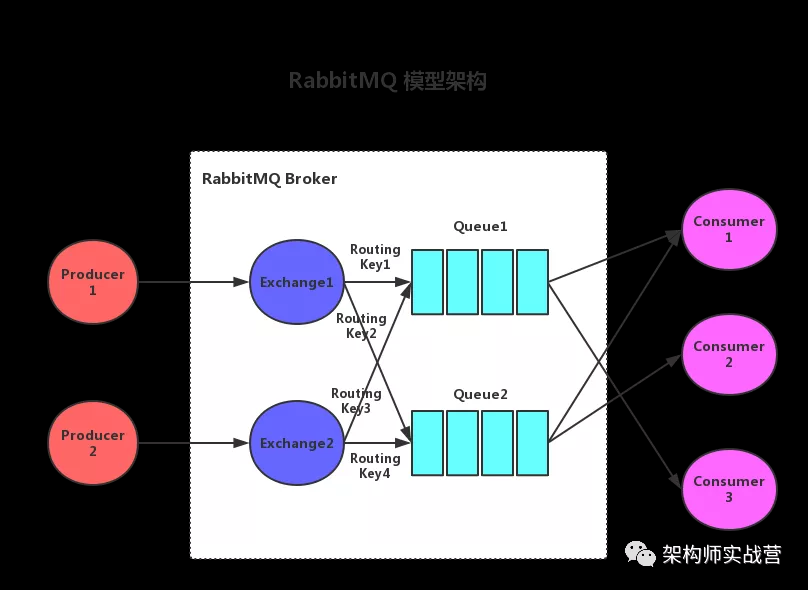 RabbitMQ 模型架构
RabbitMQ Broker
Queue1
Consumer
1
Routing
Key1
Producer
1
Exchange1
Routing
Key2
Consumer
2
Routing
Key3
Queue2
Producer
2
Exchange2
Routing
Key4
Consumer
3
架构师实战营